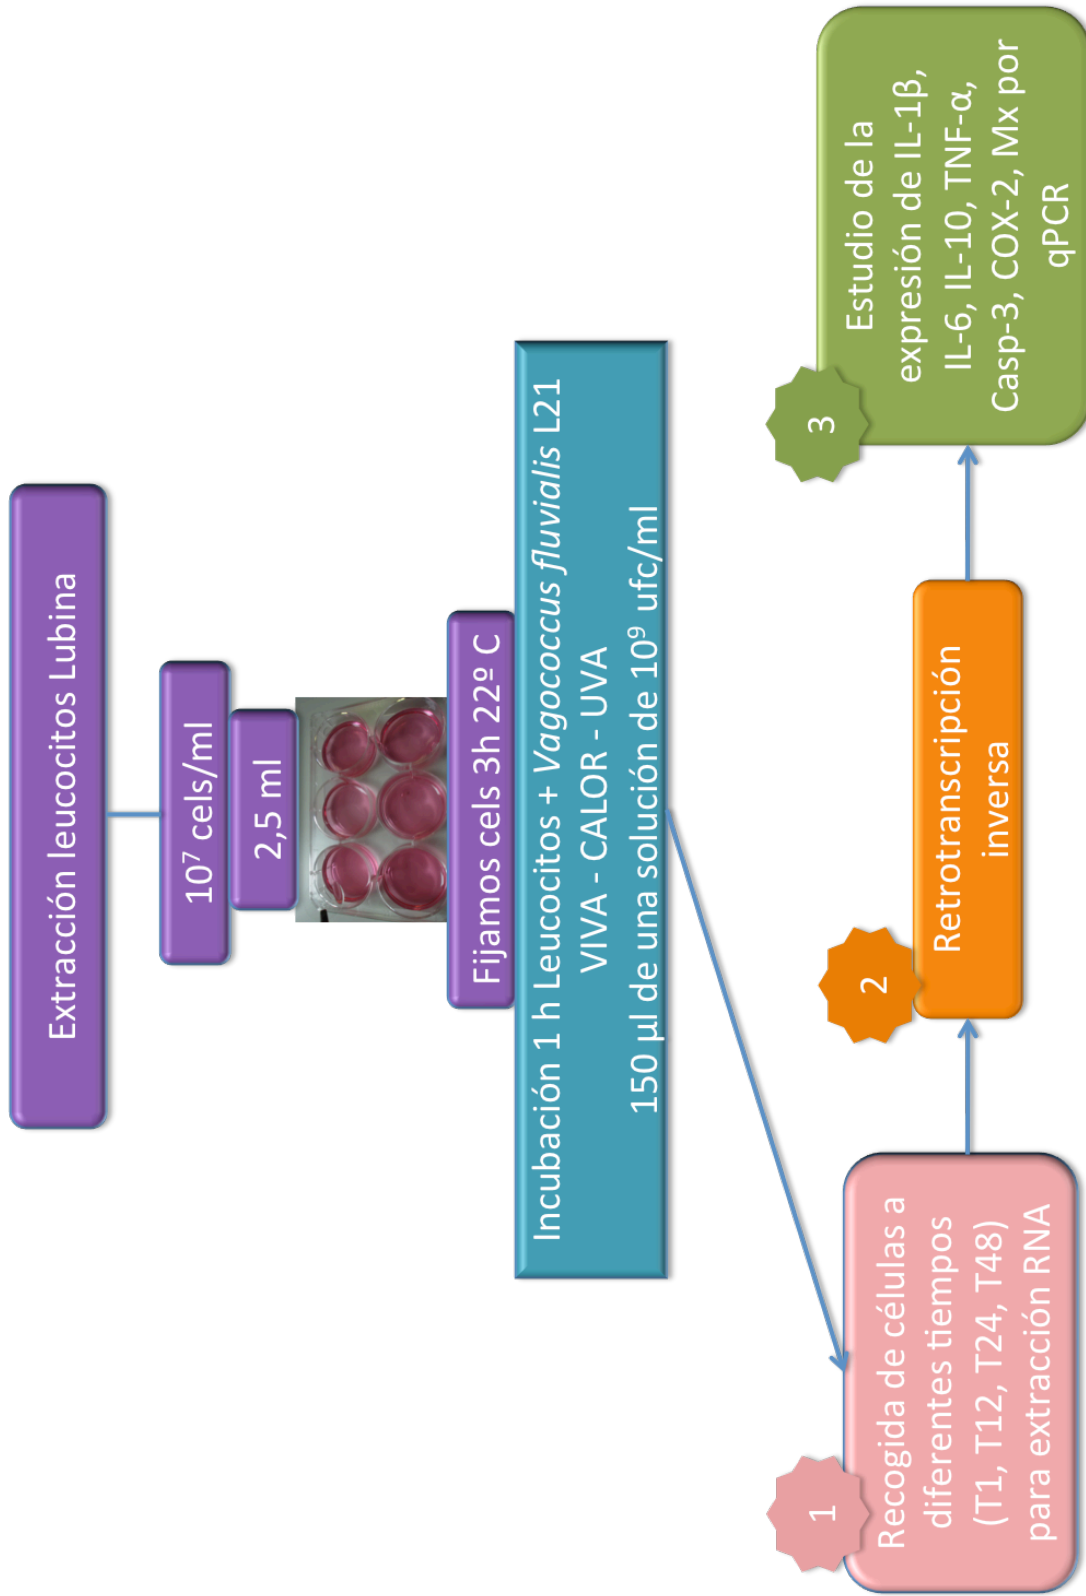 Extracción leucocitos Lubina
10⁷ cels/ml
2,5 ml
Fijamos cels 3h 22º C
Incubación 1 h Leucocitos + Vagococcus fluvialis L21
VIVA - CALOR - UVA
150 µl de una solución de 10⁹ ufc/ml
1
Recogida de células a
diferentes tiempos
(T1, T12, T24, T48)
para extracción RNA
2
Retrotranscripción
inversa
3
Estudio de la
expresión de IL-1β,
IL-6, IL-10, TNF-α,
Casp-3, COX-2, Mx por
qPCR